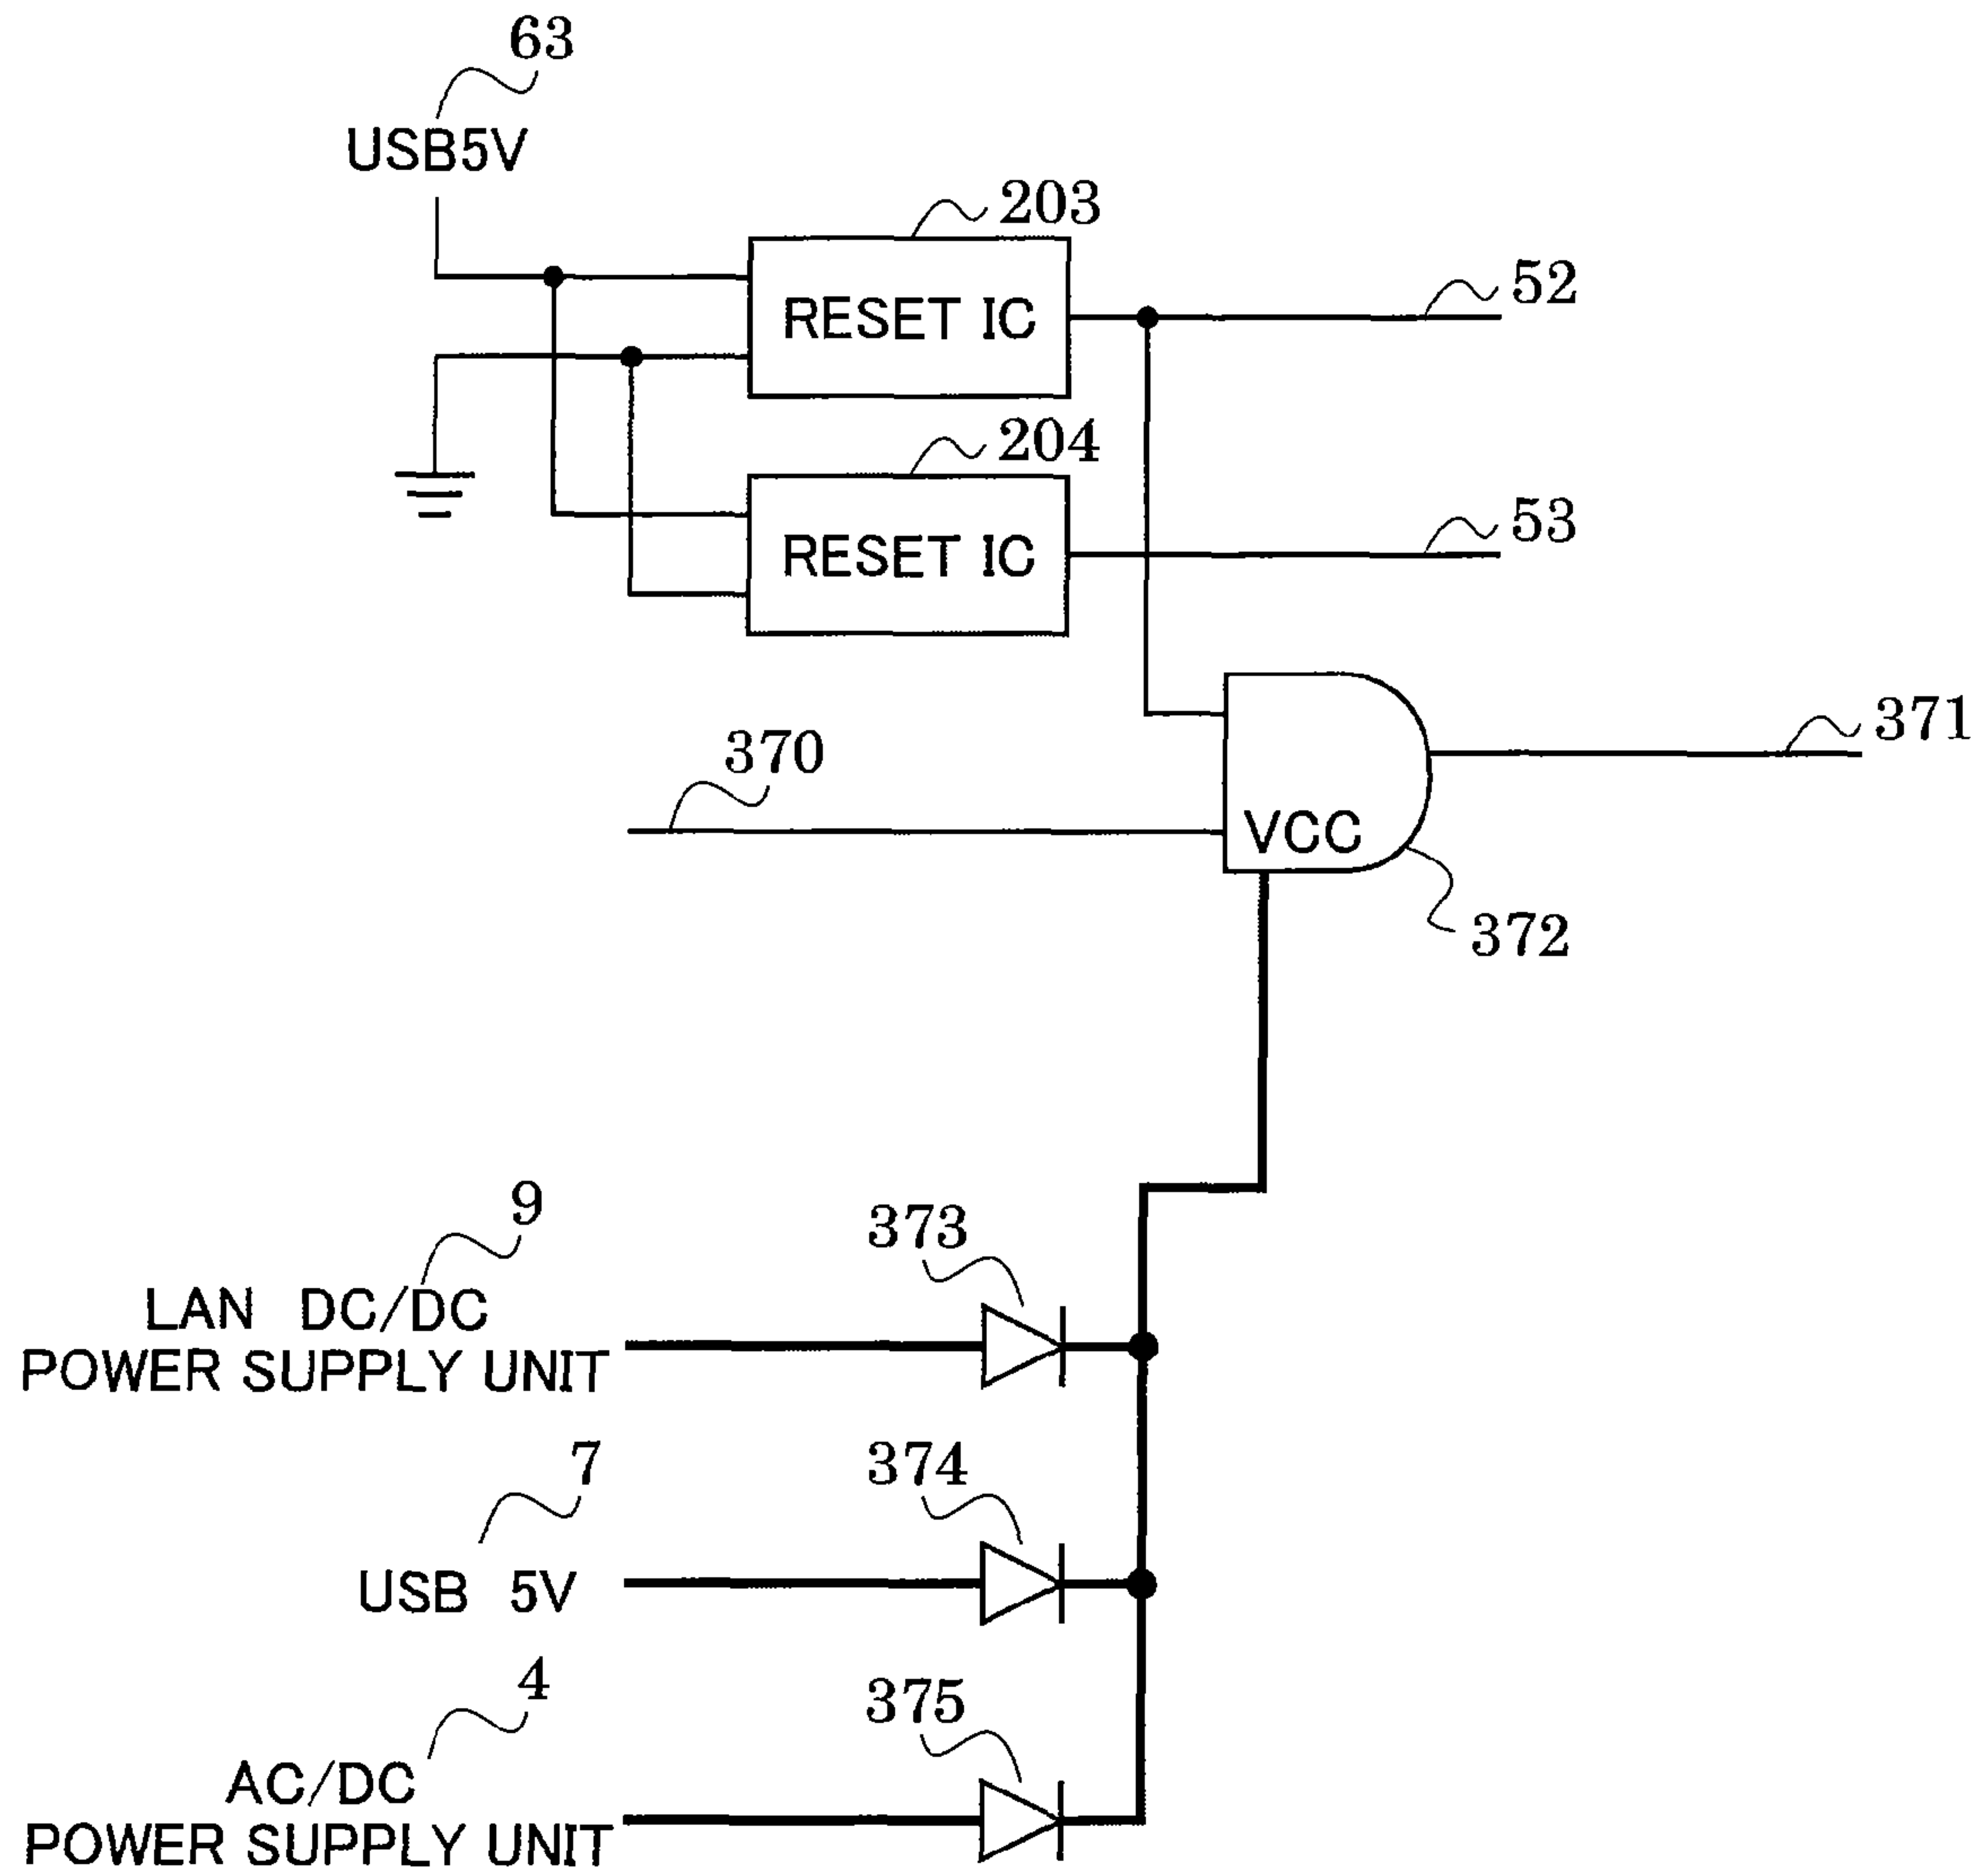 63
USB5V
203
RESET IC
52
204
RESET IC
53
370
371
VCC
372
9
LAN DC/DC
POWER SUPPLY UNIT
373
7
USB 5V
374
4
AC/DC
POWER SUPPLY UNIT
375